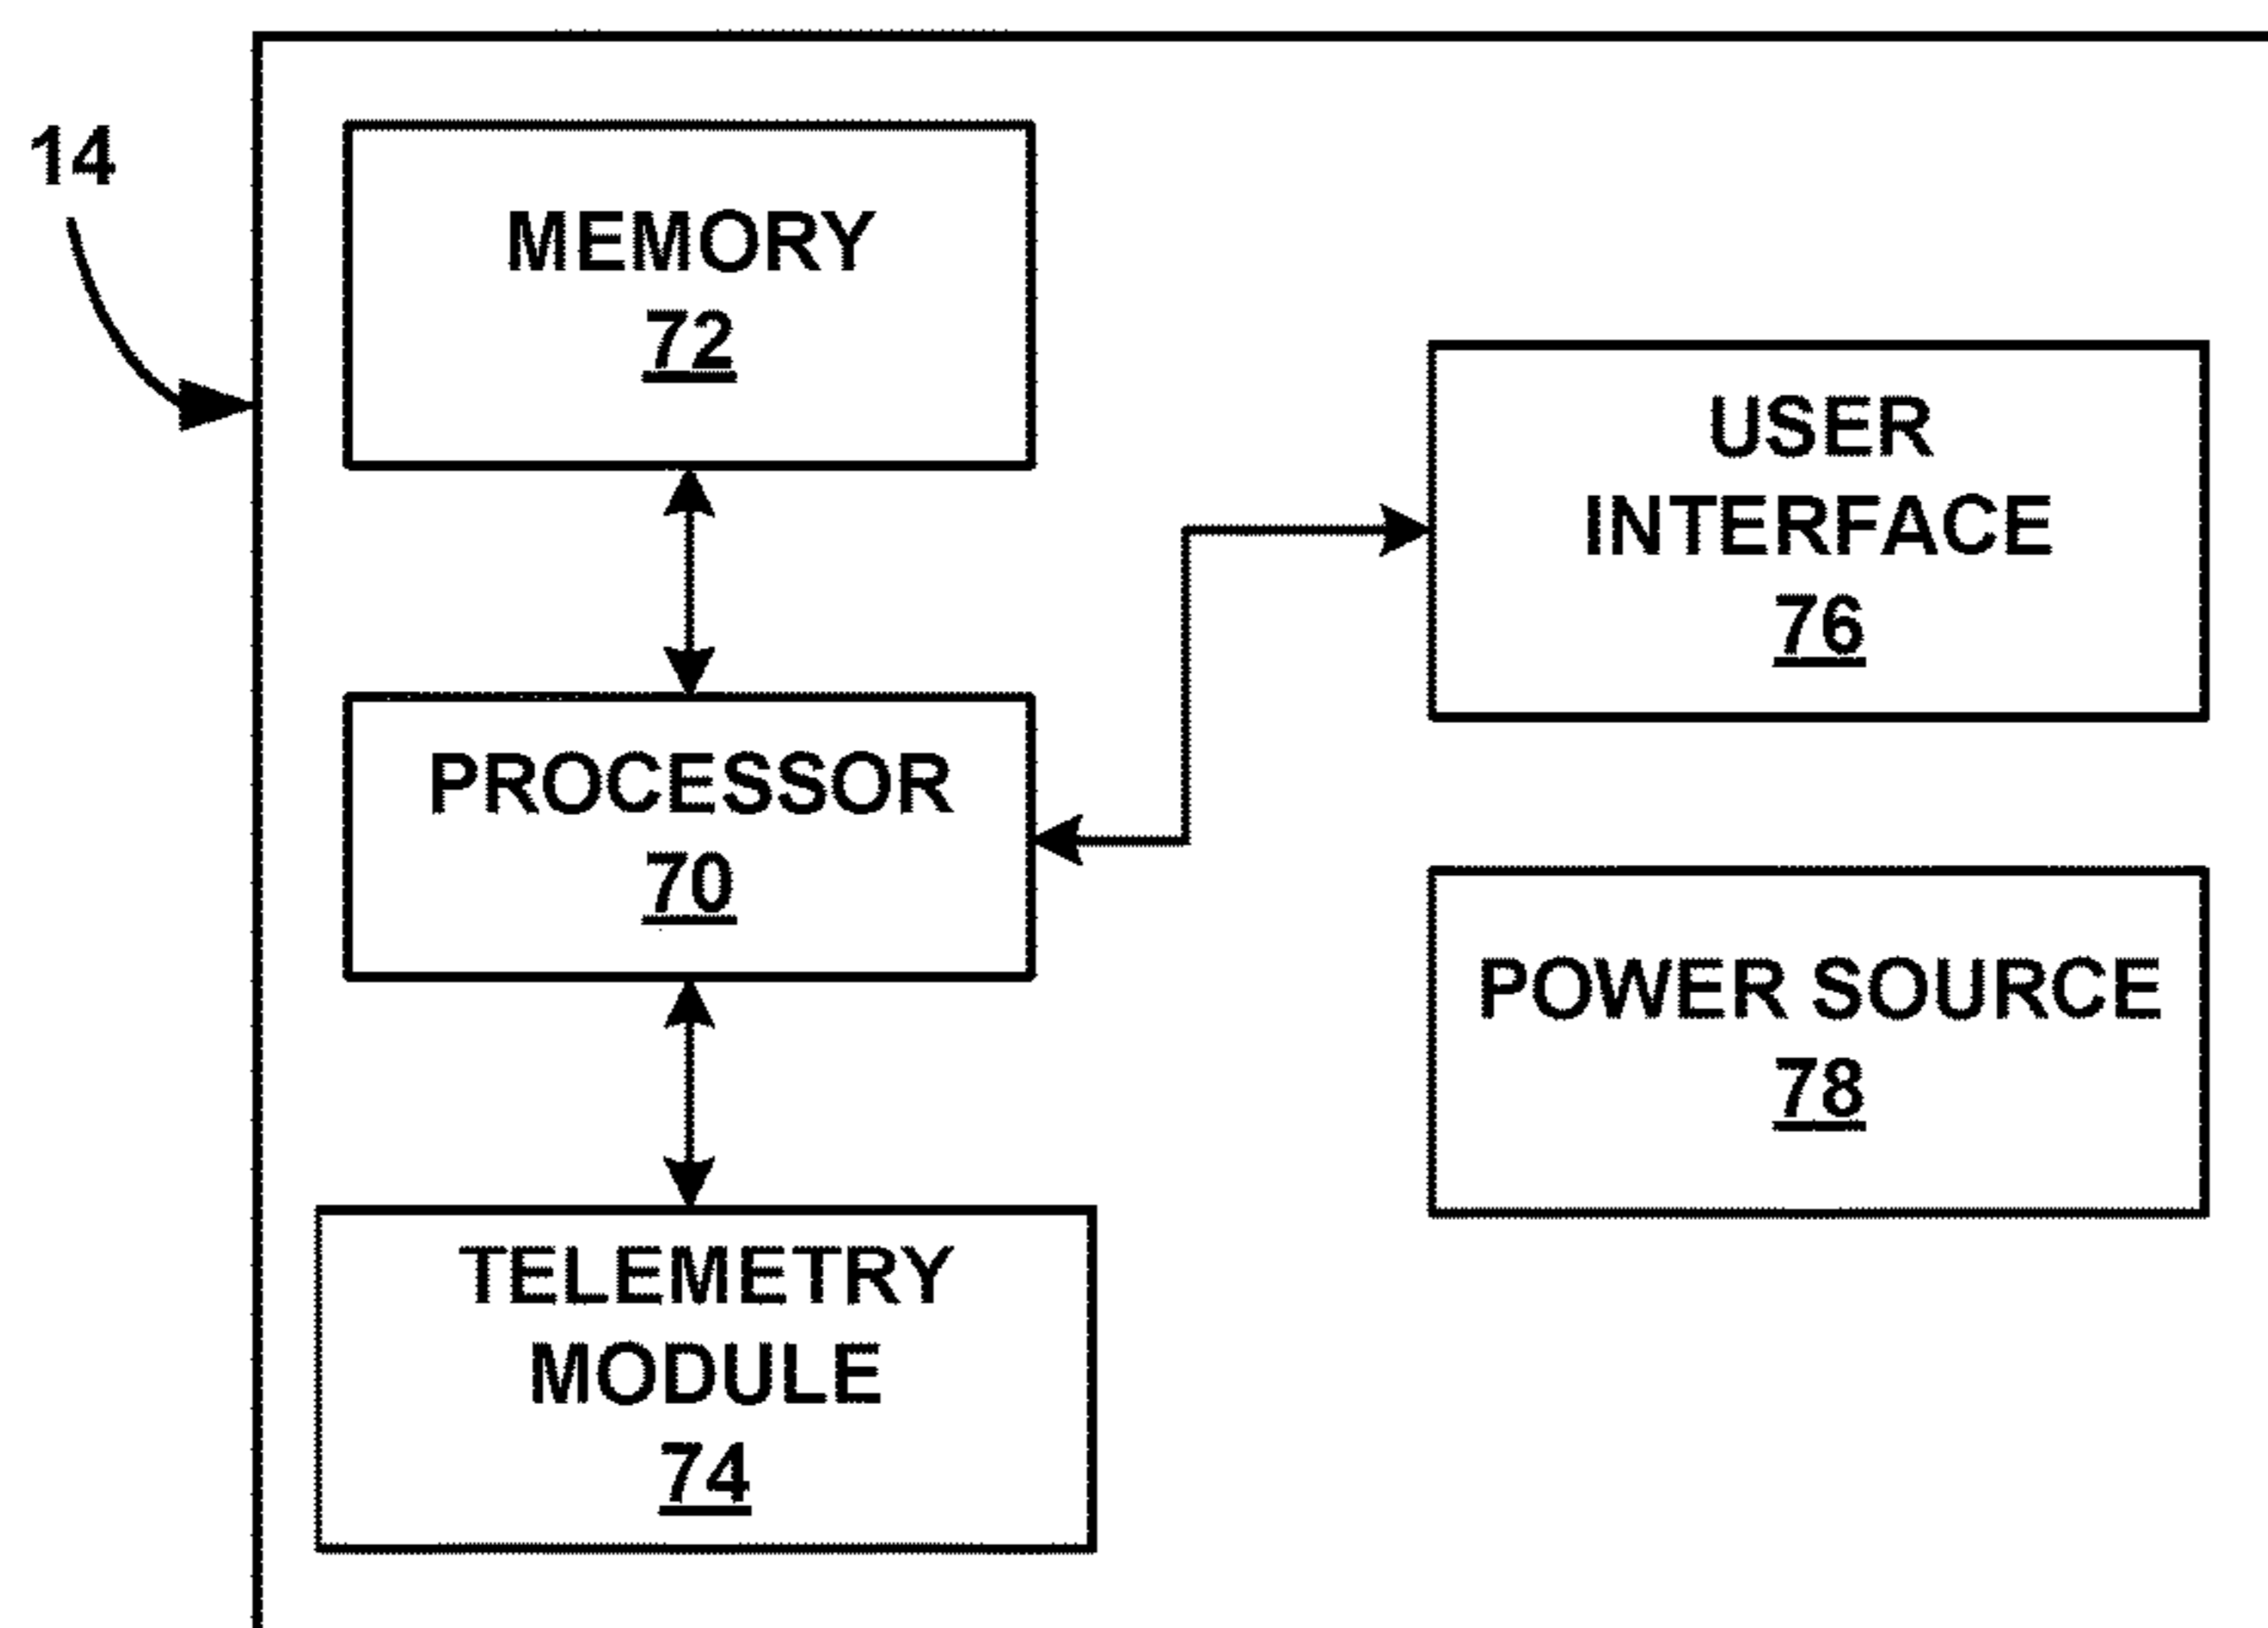 14
MEMORY
72
USER
INTERFACE
76
PROCESSOR
70
POWER SOURCE
78
TELEMETRY
MODULE
74